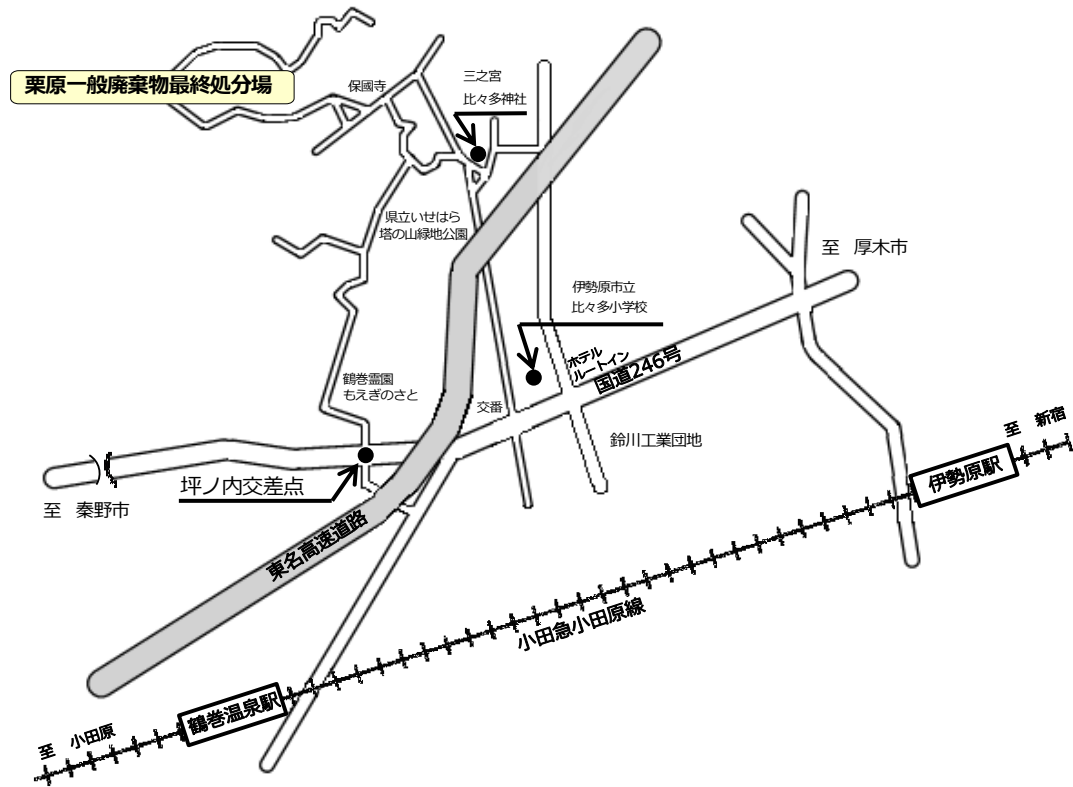 栗原一般廃棄物最終処分場
保國寺
三之宮
比々多神社
県立いせはら
塔の山緑地公園
至 厚木市
伊勢原市立
比々多小学校
ホテル
ルートイン
国道246号
鶴巻霊園
もえぎのさと
交番
鈴川工業団地
至 新宿
伊勢原駅
坪ノ内交差点
至 秦野市
東名高速道路
小田急小田原線
鶴巻温泉駅
至 小田原